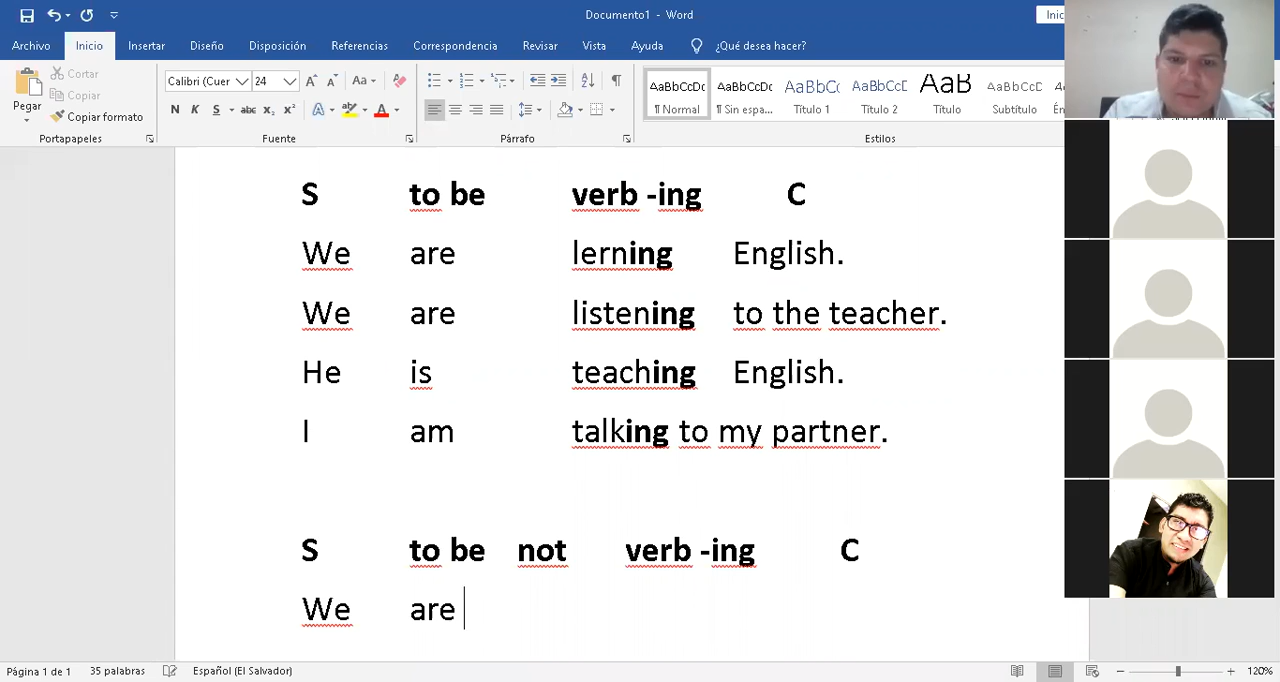 Documento1 - Word
Inic
Archivo Inicio Insertar Diseño Disposición Referencias Correspondencia Revisar Vista Ayuda ¿Qué desea hacer?
Pegar
Cortar
Copiar
Copiar formato
Portapapeles
Calibri (Cuer 24
Aa
N K S abc x₂ x²
Fuente
Párrafo
AaBbCcDc AaBbCcDc AaBbCc AaBbCcD AaB AaBbCcD
¶ Normal ¶ Sin espa... Título 1 Título 2 Título Subtítulo
Estilos
S to be verb -ing C
We are lerning English.
We are listening to the teacher.
He is teaching English.
I am talking to my partner.
S to be not verb -ing C
We are
Página 1 de 1 35 palabras Español (El Salvador) 120%